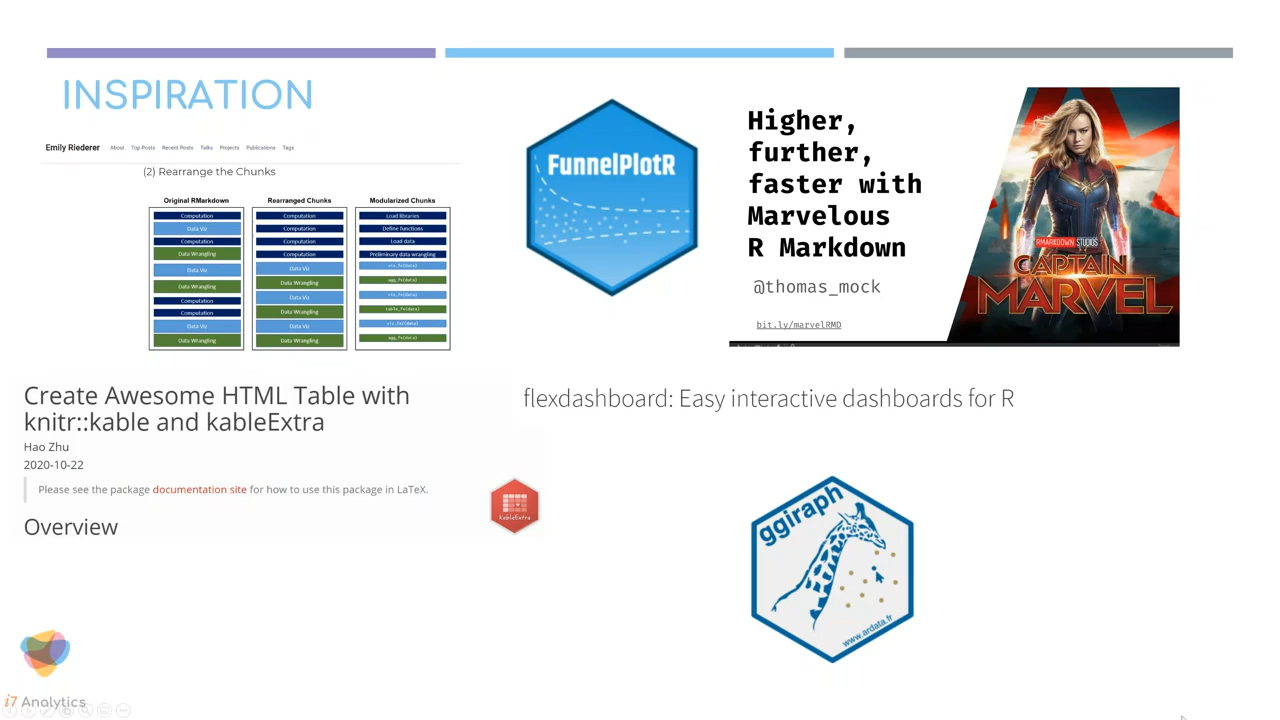 INSPIRATION
Emily Riederer About Top Posts Recent Posts Talks Projects Publications Tags
(2) Rearrange the Chunks
Original RMarkdown
Computation
Data Viz
Computation
Data Wrangling
Data Viz
Data Wrangling
Computation
Computation
Data Viz
Data Wrangling
Rearranged Chunks
Computation
Computation
Computation
Computation
Data Viz
Data Wrangling
Data Viz
Data Wrangling
Data Viz
Data Wrangling
Modularized Chunks
Load libraries
Define functions
Load data
Preliminary data wrangling
agg_fx(data)
table_fx(data)
agg_fx(data)
FunnelPlotR
Higher,
further,
faster with
Marvelous
R Markdown
@thomas_mock
bit.ly/marvelRMD
RMARKDOWN STUDIOS
CAPTAIN
MARVEL
Create Awesome HTML Table with
knitr::kable and kableExtra
Hao Zhu
2020-10-22
Please see the package documentation site for how to use this package in LaTeX.
kableExtra
Overview
flexdashboard: Easy interactive dashboards for R
ggiraph
www.ardata.fr
i7 Analytics